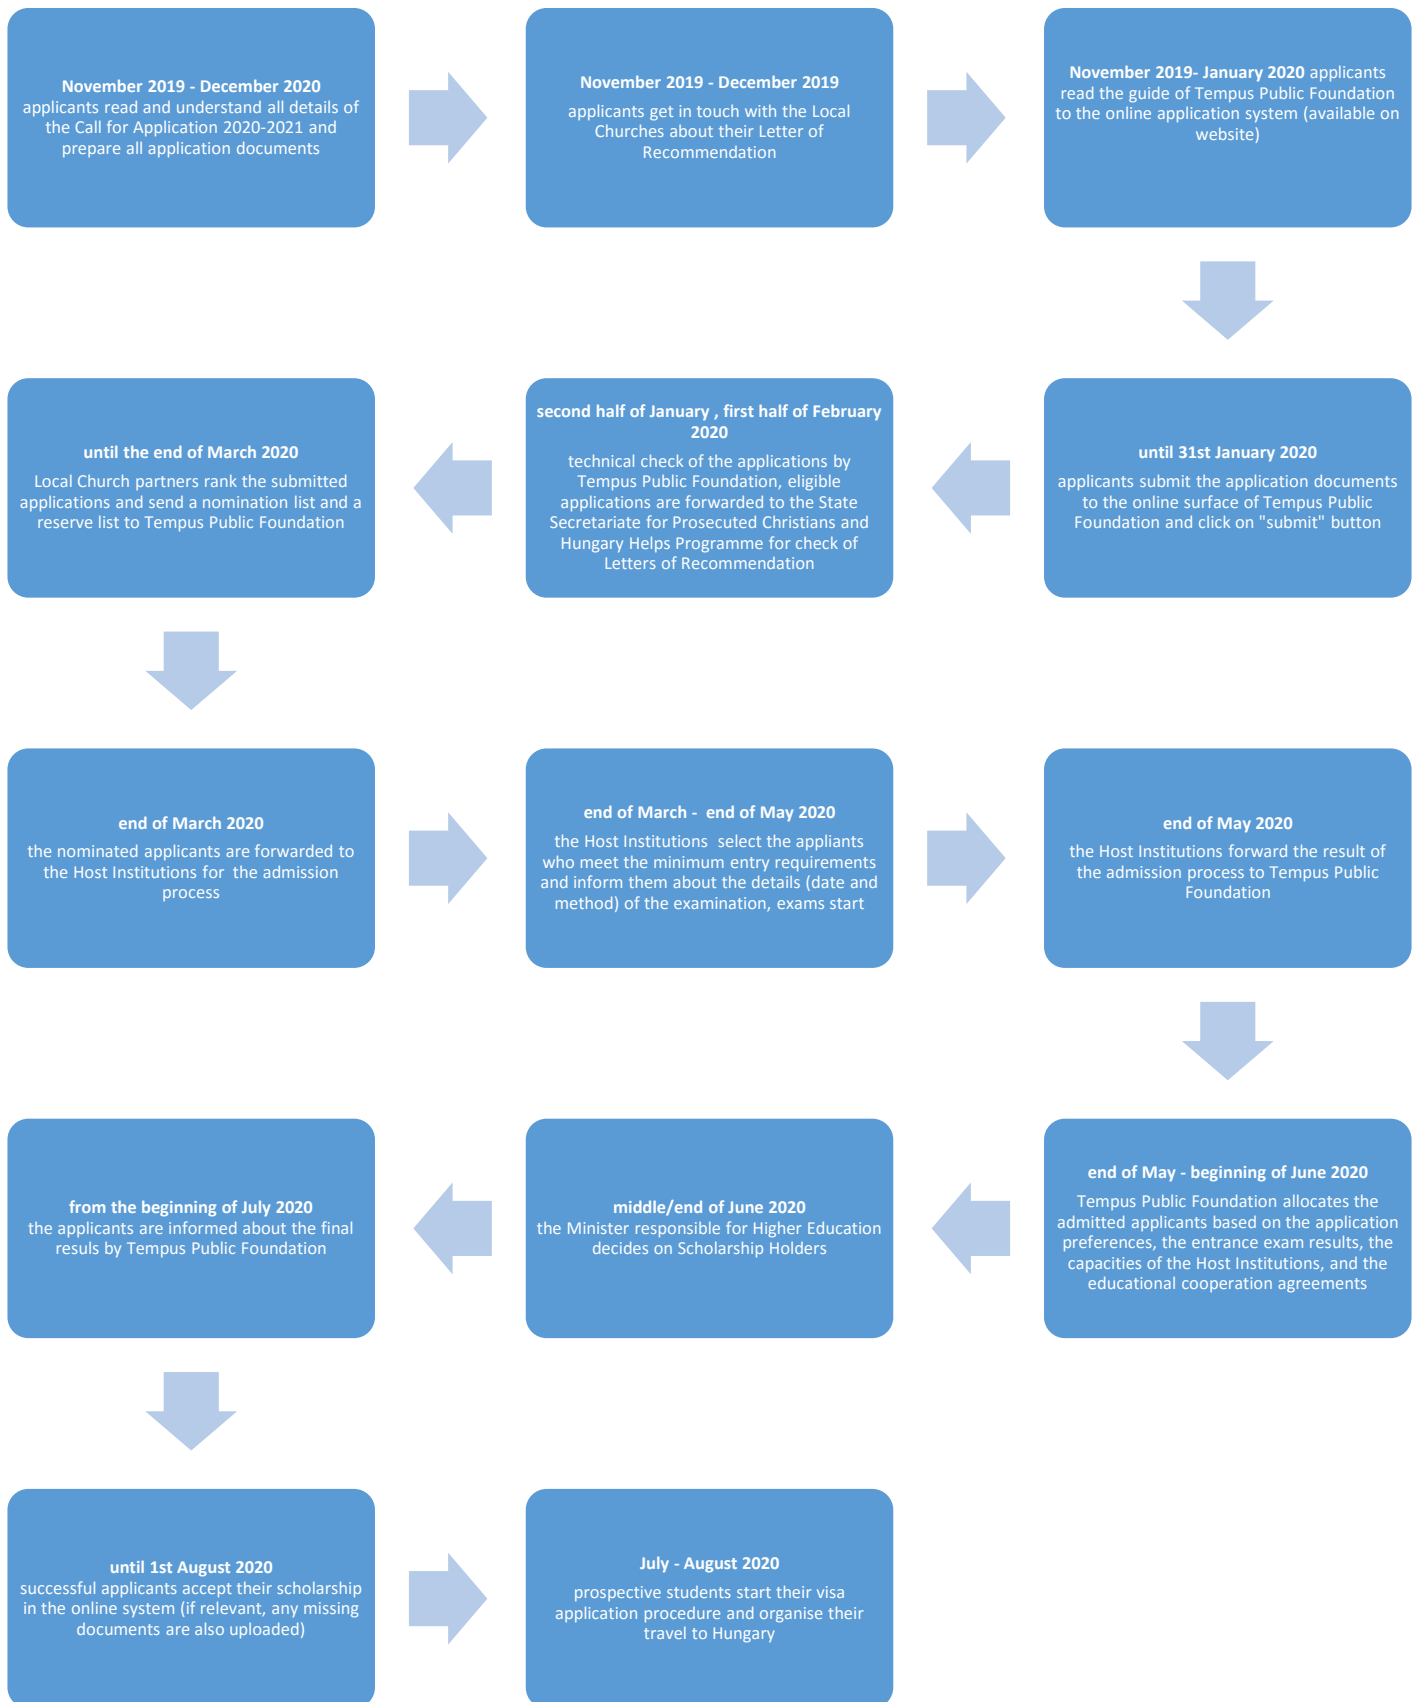 November 2019 - December 2020
applicants read and understand all details of
the Call for Application 2020-2021 and
prepare all application documents
November 2019 - December 2019
applicants get in touch with the Local
Churches about their Letter of
Recommendation
November 2019- January 2020 applicants
read the guide of Tempus Public Foundation
to the online application system (available on
website)
until 31st January 2020
applicants submit the application documents
to the online surface of Tempus Public
Foundation and click on "submit" button
second half of January , first half of February
2020
technical check of the applications by
Tempus Public Foundation, eligible
applications are forwarded to the State
Secretariate for Prosecuted Christians and
Hungary Helps Programme for check of
Letters of Recommendation
until the end of March 2020
Local Church partners rank the submitted
applications and send a nomination list and a
reserve list to Tempus Public Foundation
end of March 2020
the nominated applicants are forwarded to
the Host Institutions for  the admission
process
end of March -  end of May 2020
the Host Institutions  select the appliants
who meet the minimum entry requirements
and inform them about the details (date and
method) of the examination, exams start
end of May 2020
the Host Institutions forward the result of
the admission process to Tempus Public
Foundation
end of May - beginning of June 2020
Tempus Public Foundation allocates the
admitted applicants based on the application
preferences, the entrance exam results, the
capacities of the Host Institutions, and the
educational cooperation agreements
middle/end of June 2020
the Minister responsible for Higher Education
decides on Scholarship Holders
from the beginning of July 2020
the applicants are informed about the final
resuls by Tempus Public Foundation
until 1st August 2020
successful applicants accept their scholarship
in the online system (if relevant, any missing
documents are also uploaded)
July - August 2020
prospective students start their visa
application procedure and organise their
travel to Hungary